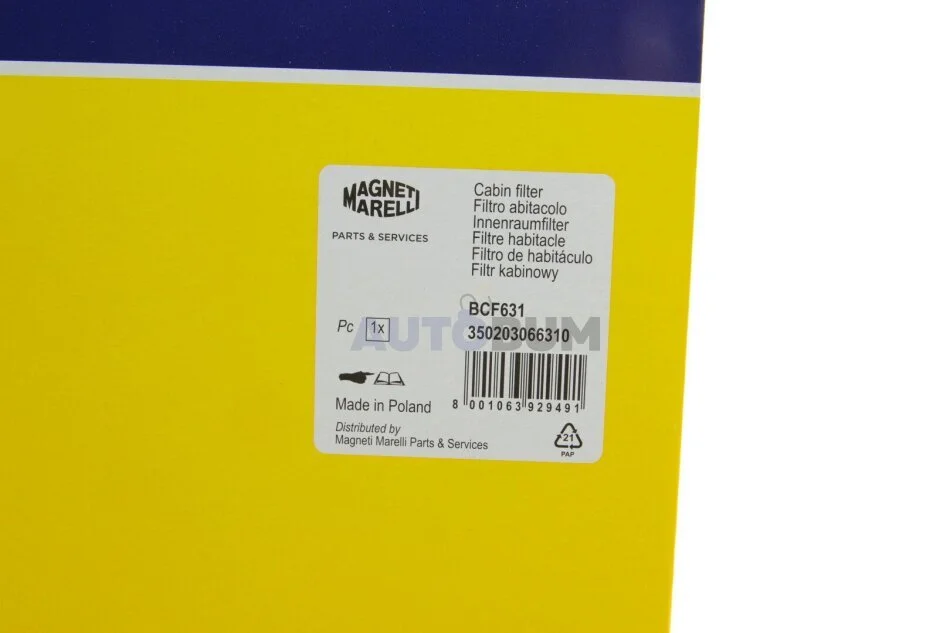 MAGNETI
MARELLI
PARTS & SERVICES
Cabin filter
Filtro abitacolo
Innenraumfilter
Filtre habitacle
Filtro de habitáculo
Filtr kabinowy
BCF631
350203066310
Pc 1x
AUTODUM
8 001063 929491
Made in Poland
Distributed by
Magneti Marelli Parts & Services
21
PAP